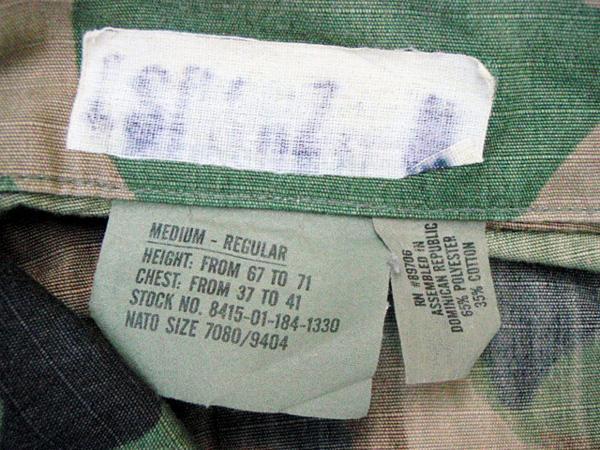 MEDIUM - REGULAR
HEIGHT: FROM 67 TO 71
CHEST: FROM 37 TO 41
STOCK NO. 8415-01-184-1330
NATO SIZE 7080/9404
RN #89706
ASSEMBLED IN
DOMINICAN REPUBLIC
65% POLYESTER
35% COTTON